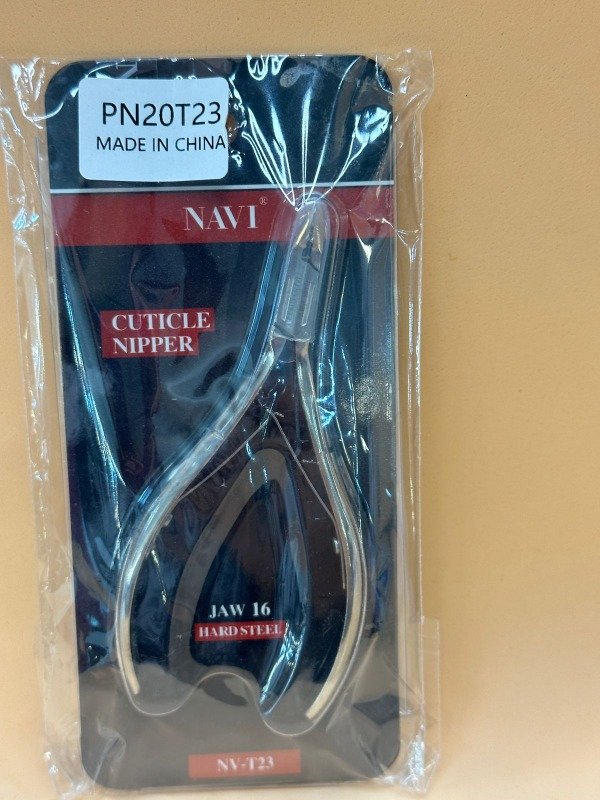 PN20T23
MADE IN CHINA
NAVI®
CUTICLE
NIPPER
JAW 16
HARD STEEL
NV-T23